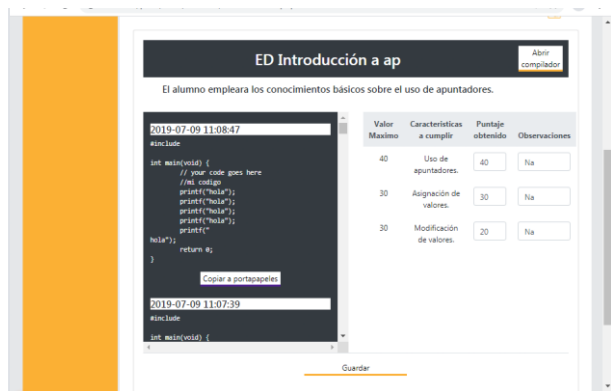 ED Introducción a ap
Abrir
compilador
El alumno empleara los conocimientos básicos sobre el uso de apuntadores.
2019-07-09 11:08:47
#include
int main(void) {
// your code goes here
//mi codigo
printf("hola");
printf("hola");
printf("hola");
printf("hola");
printf("
hola");
return 0;
}
Copiar a portapapeles
2019-07-09 11:07:39
#include
int main(void) {
Valor Maximo Caracteristicas a cumplir Puntaje obtenido Observaciones
40 Uso de apuntadores. 40 Na
30 Asignación de valores. 30 Na
30 Modificación de valores. 20 Na
Guardar